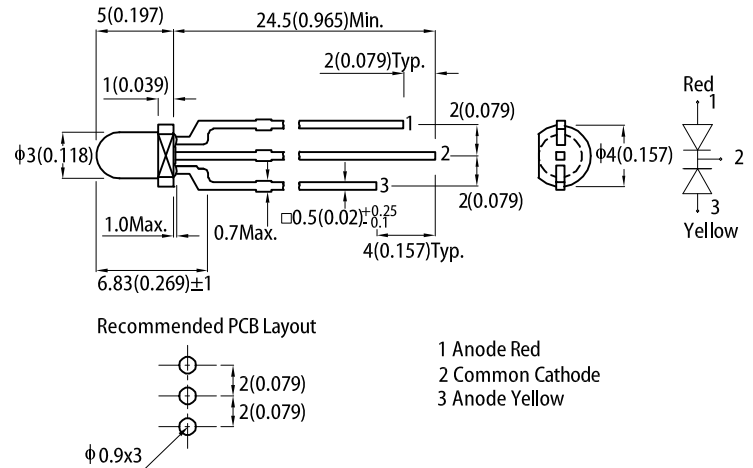 5(0.197)
24.5(0.965)Min.
2(0.079)Typ.
1(0.039)
Red
1
1
2(0.079)
ϕ3(0.118)
2
ϕ4(0.157)
2
3
2(0.079)
3
1.0Max.
0.7Max.
□0.5(0.02)+0.25-0.1
Yellow
4(0.157)Typ.
6.83(0.269)±1
Recommended PCB Layout
1 Anode Red
2 Common Cathode
3 Anode Yellow
2(0.079)
2(0.079)
ϕ0.9x3